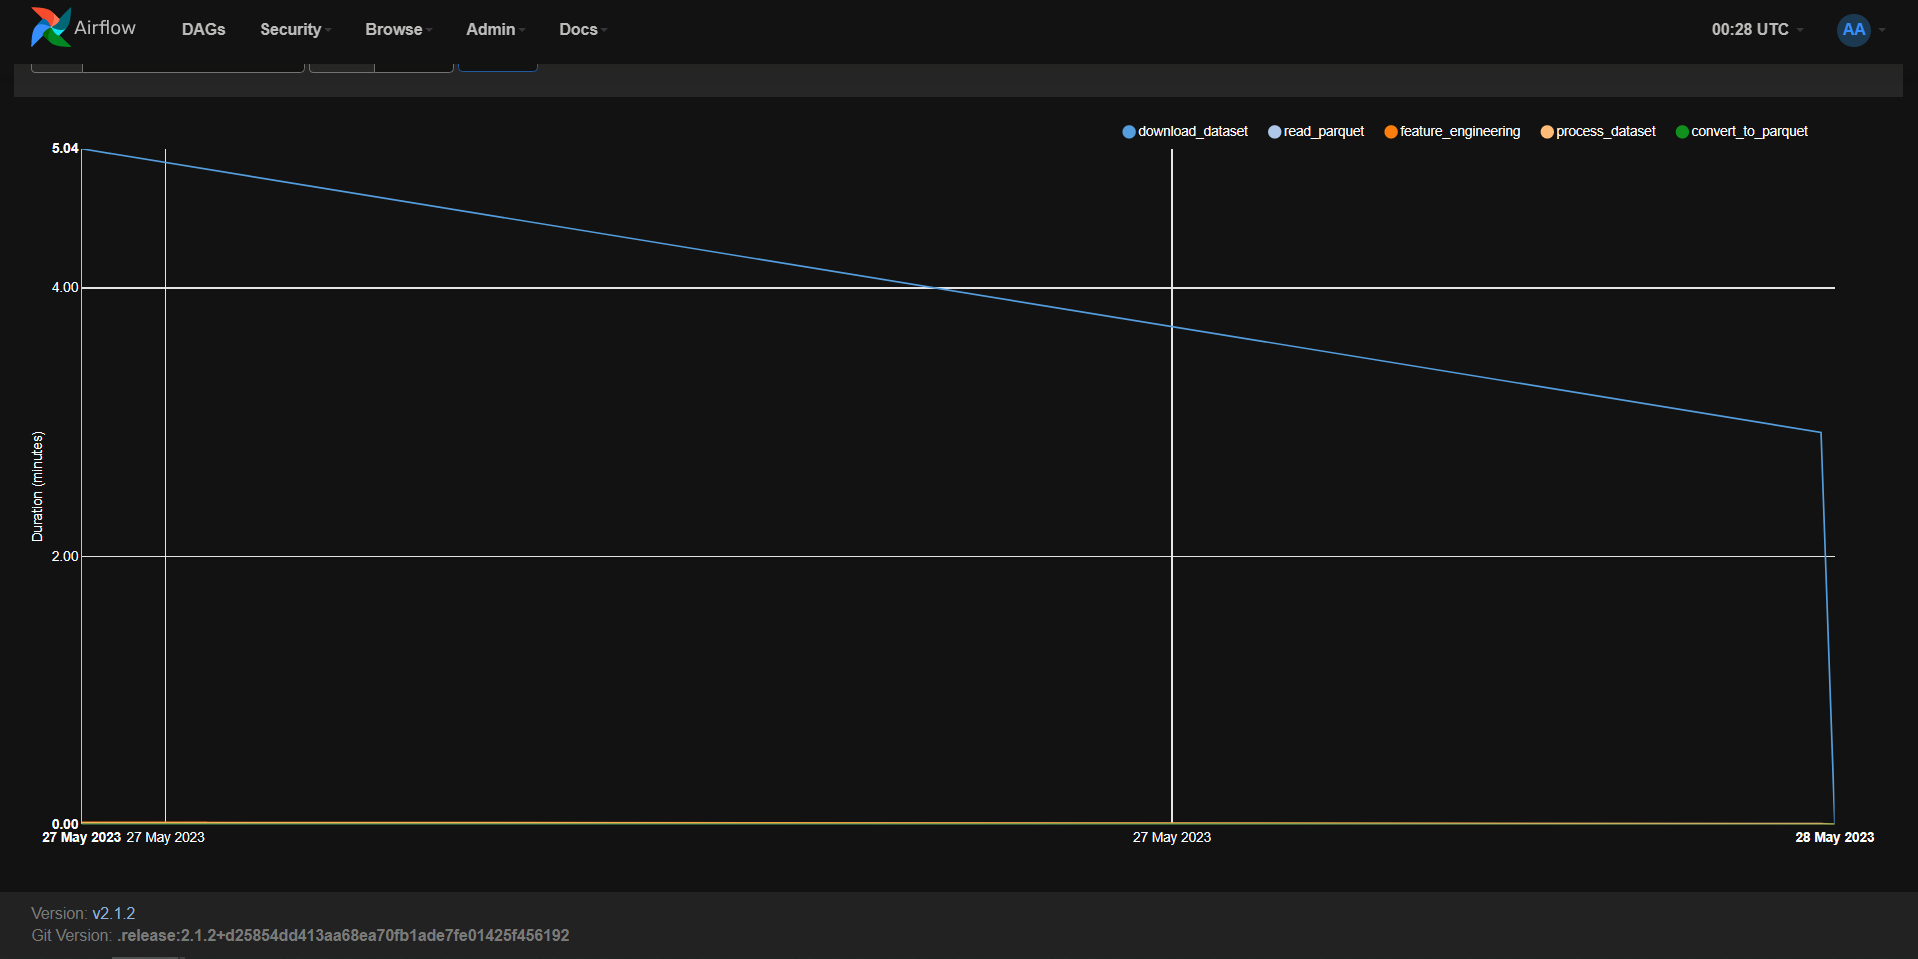 Airflow DAGs Security Browse Admin Docs 00:28 UTC AA
download_dataset read_parquet feature_engineering process_dataset convert_to_parquet
5.04
4.00
Duration (minutes)
2.00
0.00
27 May 2023 27 May 2023 27 May 2023 28 May 2023
Version: v2.1.2
Git Version: .release:2.1.2+d25854dd413aa68ea70fb1ade7fe01425f456192